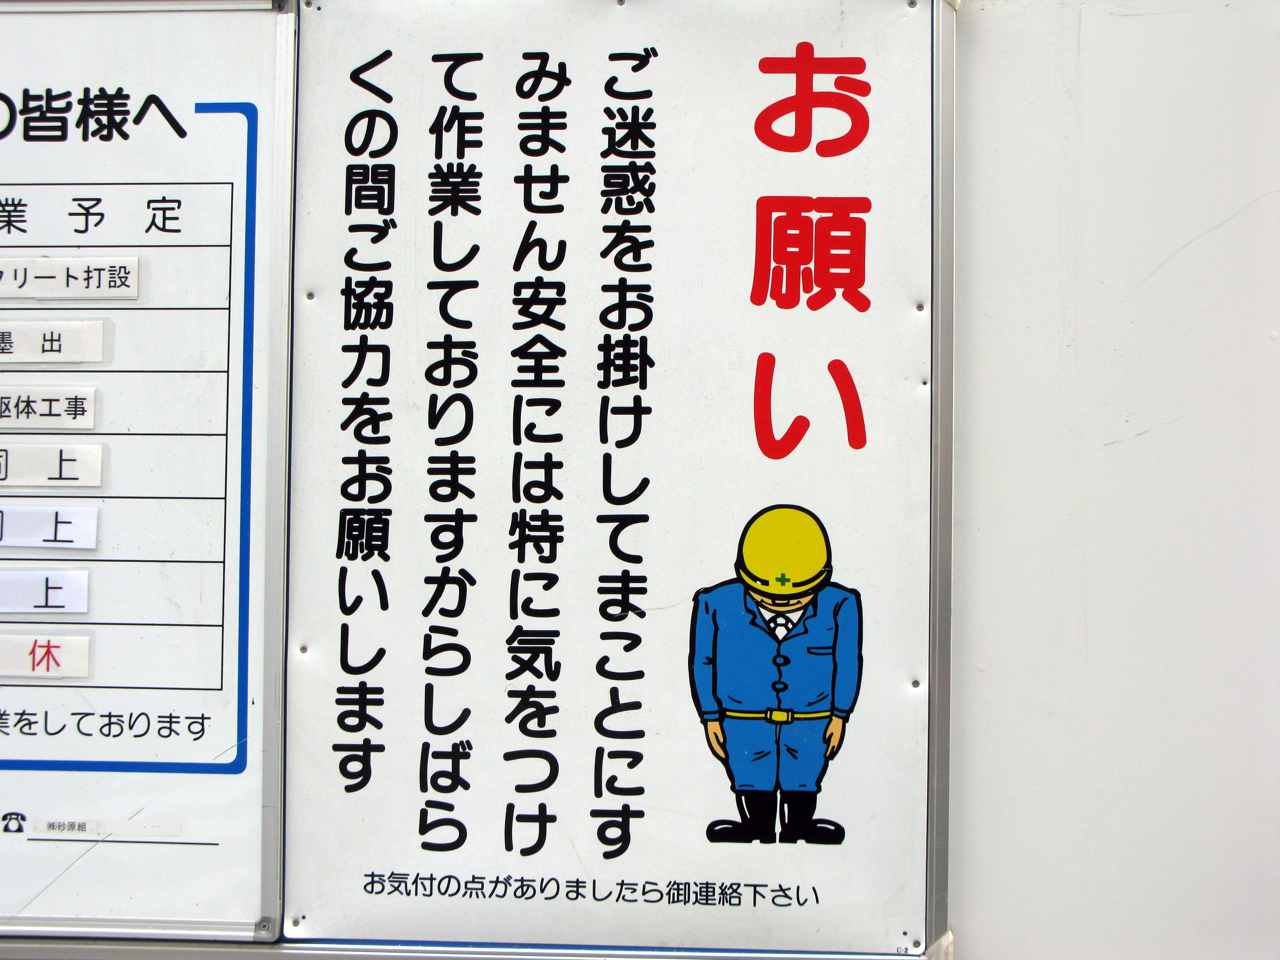 お願い
ご迷惑をお掛けしてまことにす
みません安全には特に気をつけ
て作業しておりますからしばら
くの間ご協力をお願いします
お気付の点がありましたら御連絡下さい
C-2
の皆様へ
業予定
クリート打設
墨出
躯体工事
同上
同上
上
休
業をしております
㈱砂原組